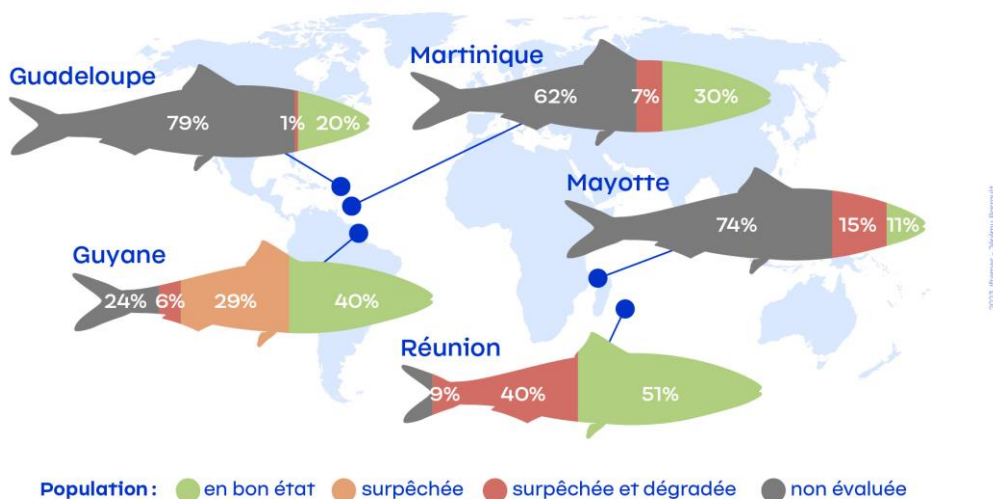 Guadeloupe
79% 1% 20%
Martinique
62% 7% 30%
Mayotte
74% 15% 11%
Guyane
24% 6% 29% 40%
Réunion
9% 40% 51%
Population : en bon état surpêchée surpêchée et dégradée non évaluée